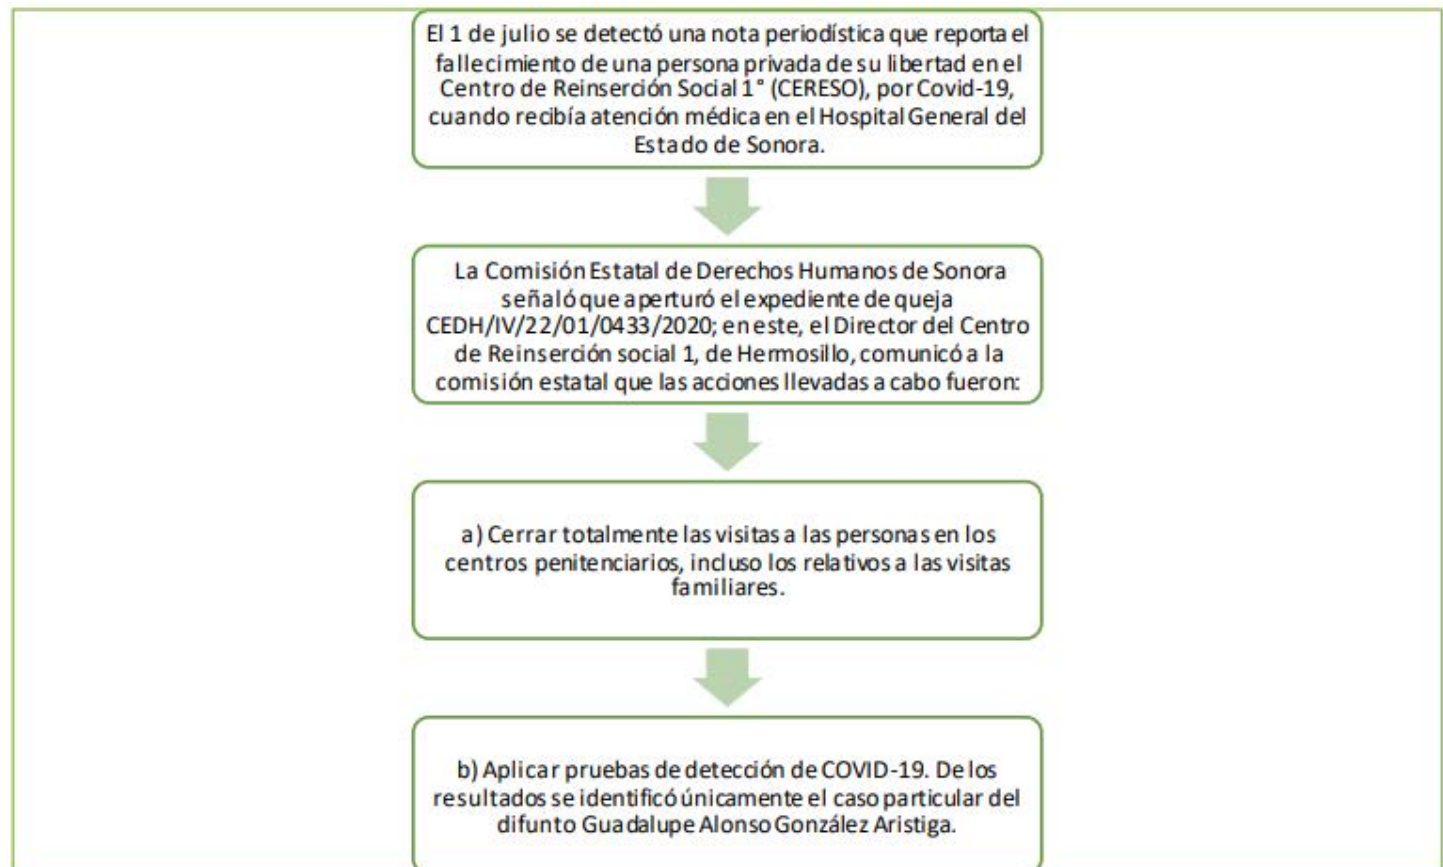 El 1 de julio se detectó una nota periodística que reporta el
fallecimiento de una persona privada de su libertad en el
Centro de Reinserción Social 1° (CERESO), por Covid-19,
cuando recibía atención médica en el Hospital General del
Estado de Sonora.
La Comisión Estatal de Derechos Humanos de Sonora
señaló que aperturó el expediente de queja
CEDH/IV/22/01/0433/2020; en este, el Director del Centro
de Reinserción social 1, de Hermosillo, comunicó a la
comisión estatal que las acciones llevadas a cabo fueron:
a) Cerrar totalmente las visitas a las personas en los
centros penitenciarios, incluso los relativos a las visitas
familiares.
b) Aplicar pruebas de detección de COVID-19. De los
resultados se identificó únicamente el caso particular del
difunto Guadalupe Alonso González Aristiga.